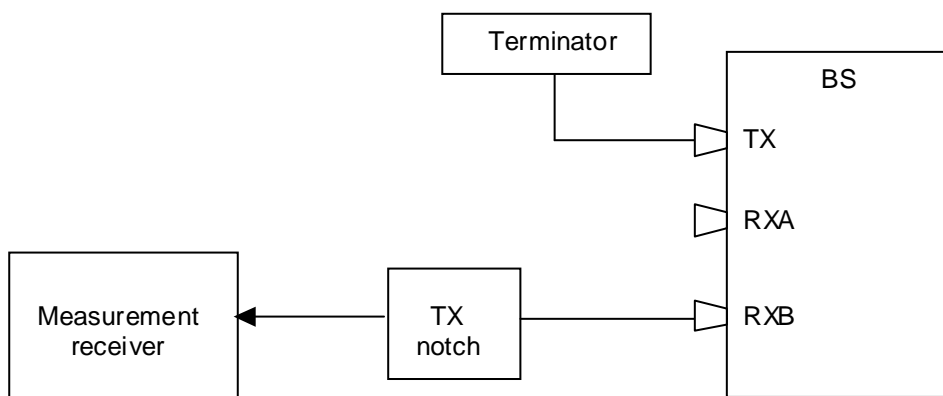 Terminator
BS
TX
RXA
Measurement
receiver
TX
notch
RXB